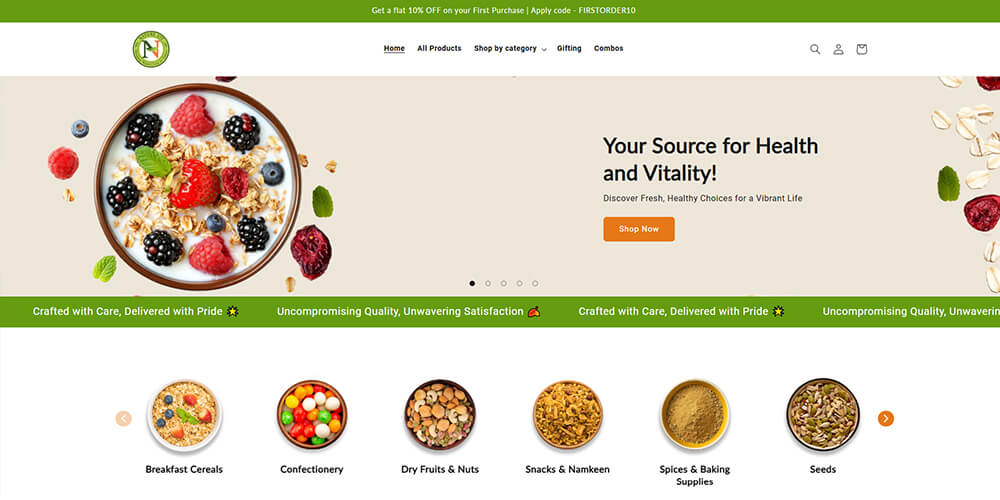 Get a flat 10% OFF on your First Purchase | Apply code - FIRSTORDER10
Home All Products Shop by category Gifting Combos
Your Source for Health
and Vitality!
Discover Fresh, Healthy Choices for a Vibrant Life
Shop Now
Crafted with Care, Delivered with Pride 🌟 Uncompromising Quality, Unwavering Satisfaction 🍂 Crafted with Care, Delivered with Pride 🌟 Uncompromising Quality, Unwaverin
Breakfast Cereals Confectionery Dry Fruits & Nuts Snacks & Namkeen Spices & Baking Seeds
Supplies